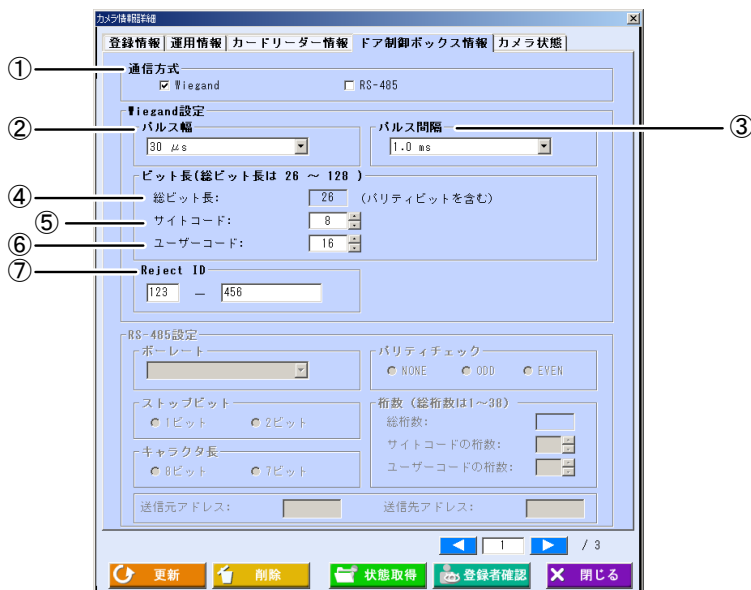 カメラ情報詳細
登録情報 運用情報 カードリーダー情報 ドア制御ボックス情報 カメラ状態
① 通信方式
Wiegand RS-485
Wiegand設定
② パルス幅 パルス間隔 ③
30 μs 1.0 ms
ビット長(総ビット長は 26 ～ 128 )
④ 総ビット長: 26 (パリティビットを含む)
⑤ サイトコード: 8
⑥ ユーザーコード: 16
⑦ Reject ID
123 － 456
RS-485設定
ボーレート パリティチェック
NONE ODD EVEN
ストップビット 桁数 (総桁数は1～38)
1ビット 2ビット 総桁数:
キャラクタ長 サイトコードの桁数:
8ビット 7ビット ユーザーコードの桁数:
送信元アドレス: 送信先アドレス:
1 / 3
更新 削除 状態取得 登録者確認 閉じる